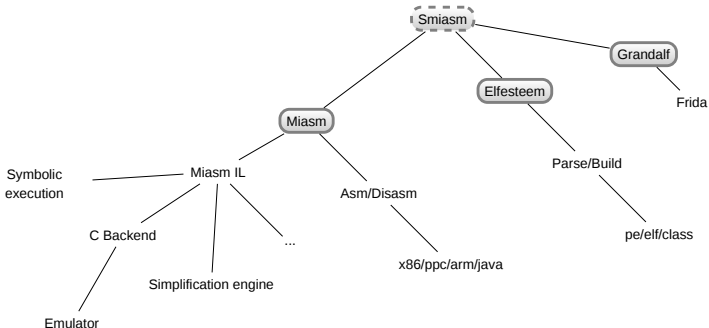 Smiasm
Grandalf
Elfesteem
Frida
Miasm
Parse/Build
Symbolic
execution
Miasm IL
Asm/Disasm
C Backend
...
pe/elf/class
x86/ppc/arm/java
Simplification engine
Emulator